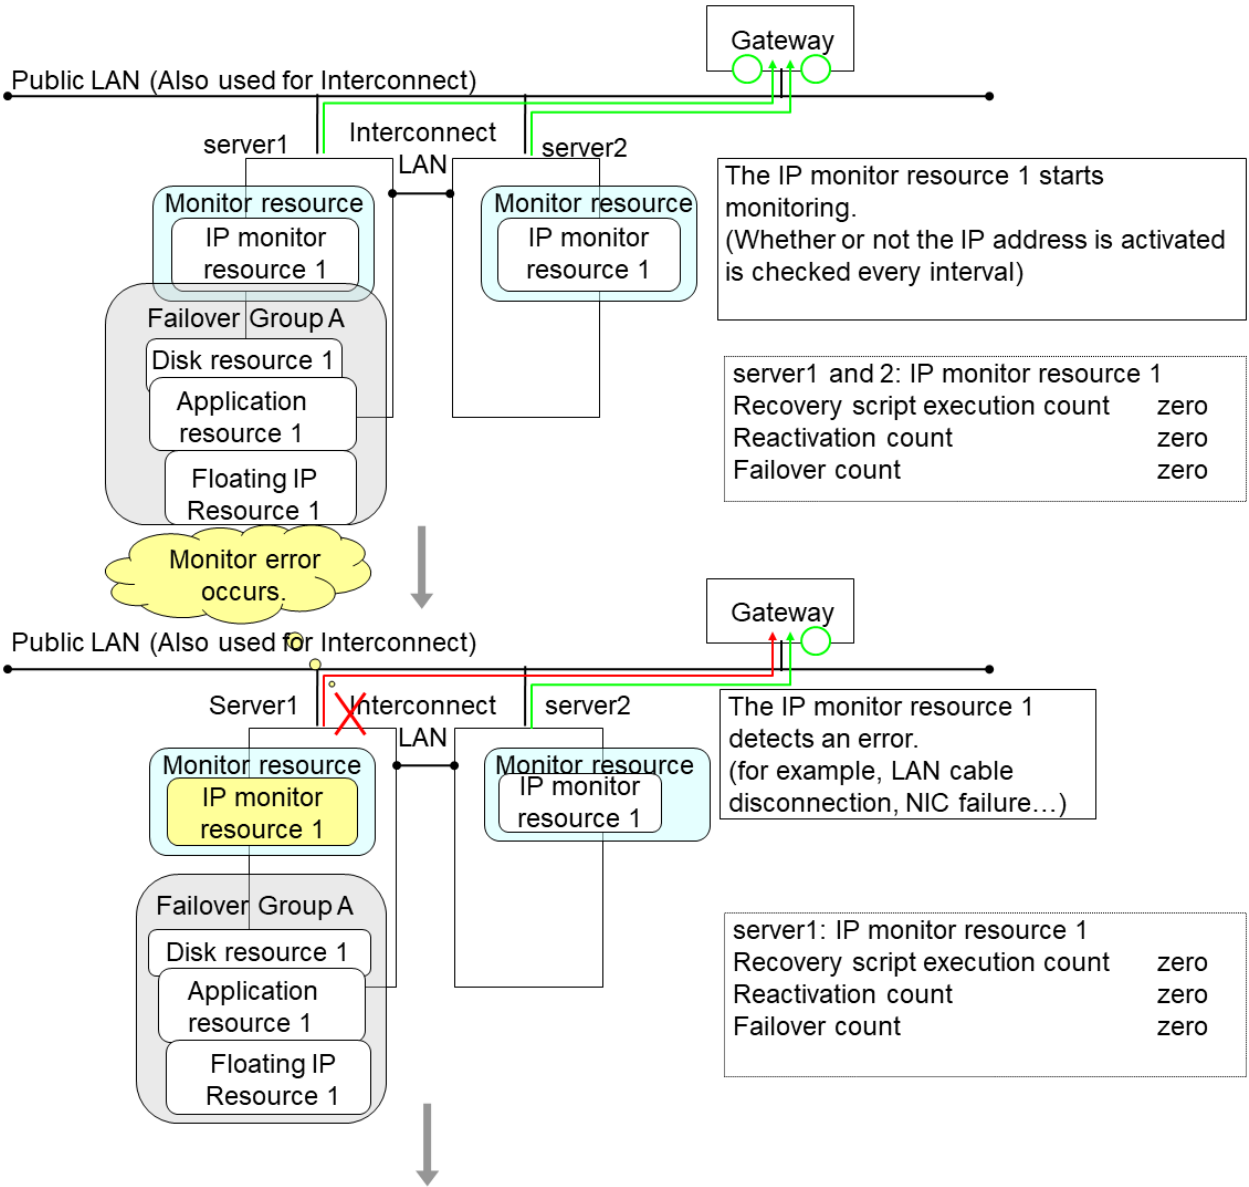 Gateway
Public LAN (Also used for Interconnect)
server1
Interconnect
LAN
server2
Monitor resource
IP monitor
resource 1
Monitor resource
IP monitor
resource 1
Failover Group A
Disk resource 1
Application
resource 1
Floating IP
Resource 1
The IP monitor resource 1 starts
monitoring.
(Whether or not the IP address is activated
is checked every interval)
server1 and 2: IP monitor resource 1
Recovery script execution count zero
Reactivation count zero
Failover count zero
Monitor error
occurs.
Gateway
Public LAN (Also used for Interconnect)
Server1
Interconnect
LAN
server2
Monitor resource
IP monitor
resource 1
Monitor resource
IP monitor
resource 1
Failover Group A
Disk resource 1
Application
resource 1
Floating IP
Resource 1
The IP monitor resource 1
detects an error.
(for example, LAN cable
disconnection, NIC failure…)
server1: IP monitor resource 1
Recovery script execution count zero
Reactivation count zero
Failover count zero